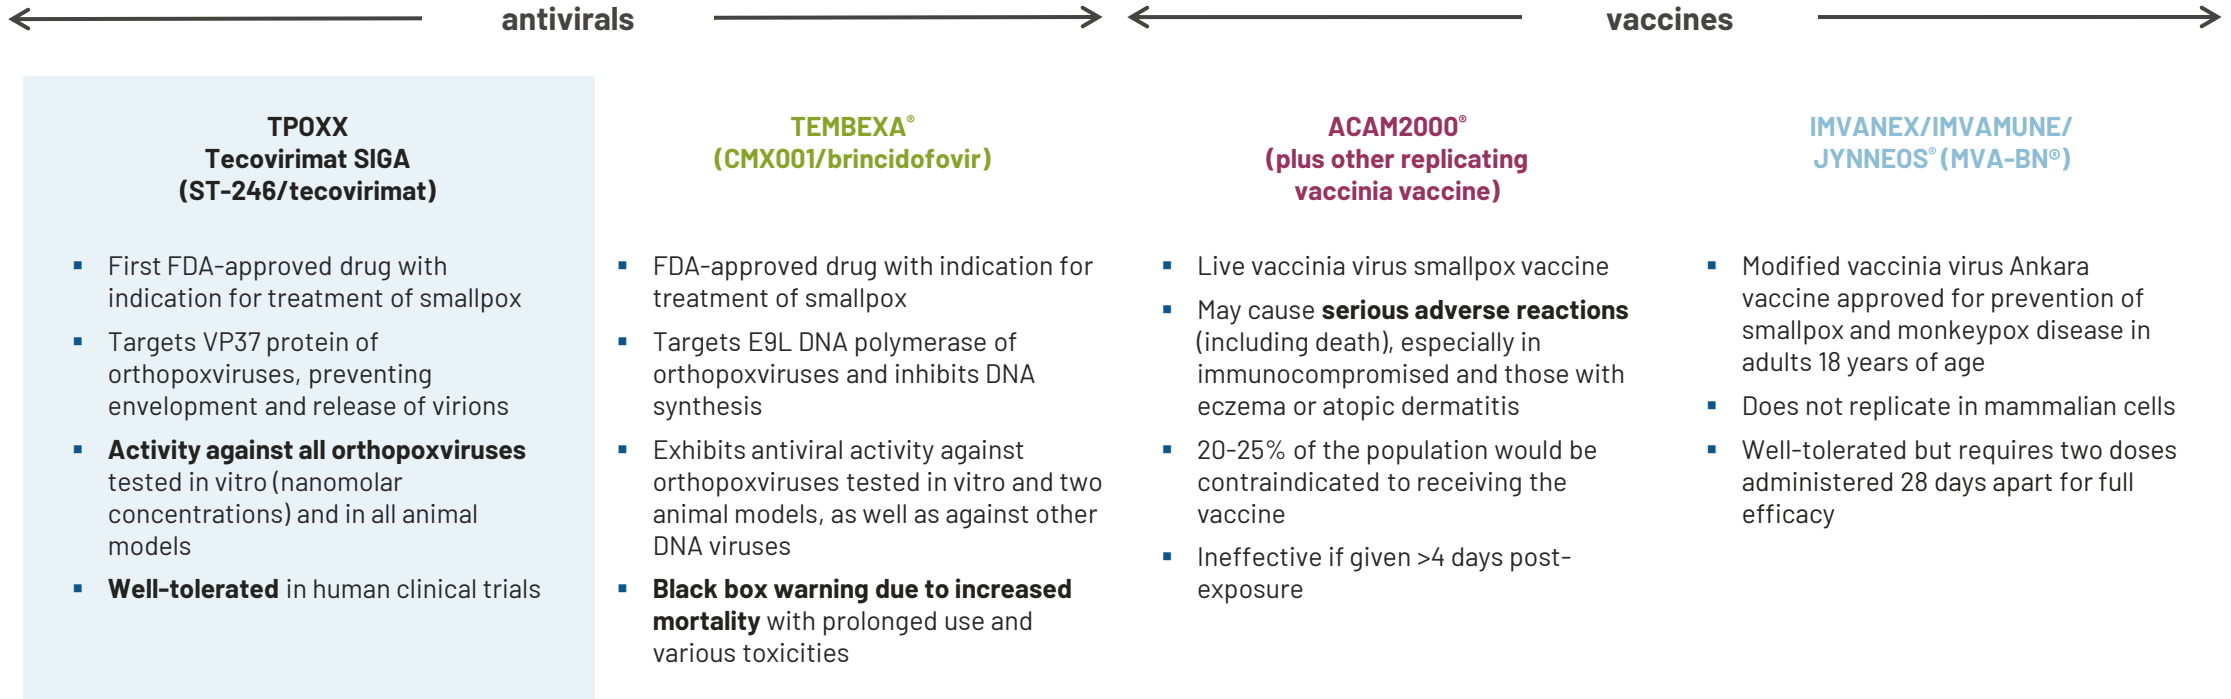 antivirals
vaccines
TPOXX
Tecovirimat SIGA
(ST-246/tecovirimat)
▪ First FDA-approved drug with
indication for treatment of smallpox
▪ Targets VP37 protein of
orthopoxviruses, preventing
envelopment and release of virions
▪ Activity against all orthopoxviruses
tested in vitro (nanomolar
concentrations) and in all animal
models
▪ Well-tolerated in human clinical trials
TEMBEXA®
(CMX001/brincidofovir)
▪ FDA-approved drug with indication for
treatment of smallpox
▪ Targets E9L DNA polymerase of
orthopoxviruses and inhibits DNA
synthesis
▪ Exhibits antiviral activity against
orthopoxviruses tested in vitro and two
animal models, as well as against other
DNA viruses
▪ Black box warning due to increased
mortality with prolonged use and
various toxicities
ACAM2000®
(plus other replicating
vaccinia vaccine)
▪ Live vaccinia virus smallpox vaccine
▪ May cause serious adverse reactions
(including death), especially in
immunocompromised and those with
eczema or atopic dermatitis
▪ 20-25% of the population would be
contraindicated to receiving the
vaccine
▪ Ineffective if given >4 days post-
exposure
IMVANEX/IMVAMUNE/
JYNNEOS® (MVA-BN®)
▪ Modified vaccinia virus Ankara
vaccine approved for prevention of
smallpox and monkeypox disease in
adults 18 years of age
▪ Does not replicate in mammalian cells
▪ Well-tolerated but requires two doses
administered 28 days apart for full
efficacy